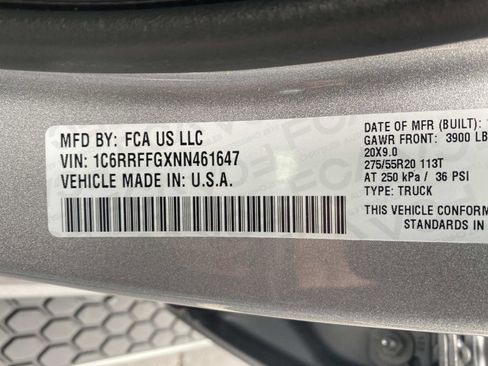 MFD BY: FCA US LLC
VIN: 1C6RRFFGXNN461647
VEHICLE MADE IN: U.S.A.
DATE OF MFR (BUILT):
GAWR FRONT: 3900 LB
20X9.0
275/55R20 113T
AT 250 kPa / 36 PSI
TYPE: TRUCK
THIS VEHICLE CONFORM
STANDARDS IN